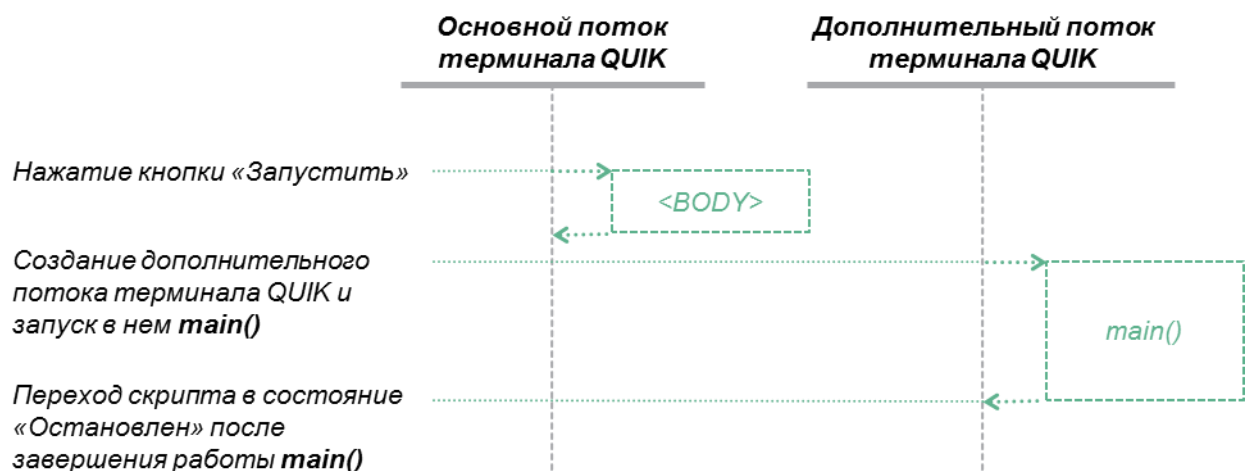 Основной поток
терминала QUIK
Дополнительный поток
терминала QUIK
Нажатие кнопки «Запустить»
<BODY>
Создание дополнительного
потока терминала QUIK и
запуск в нем main()
main()
Переход скрипта в состояние
«Остановлен» после
завершения работы main()